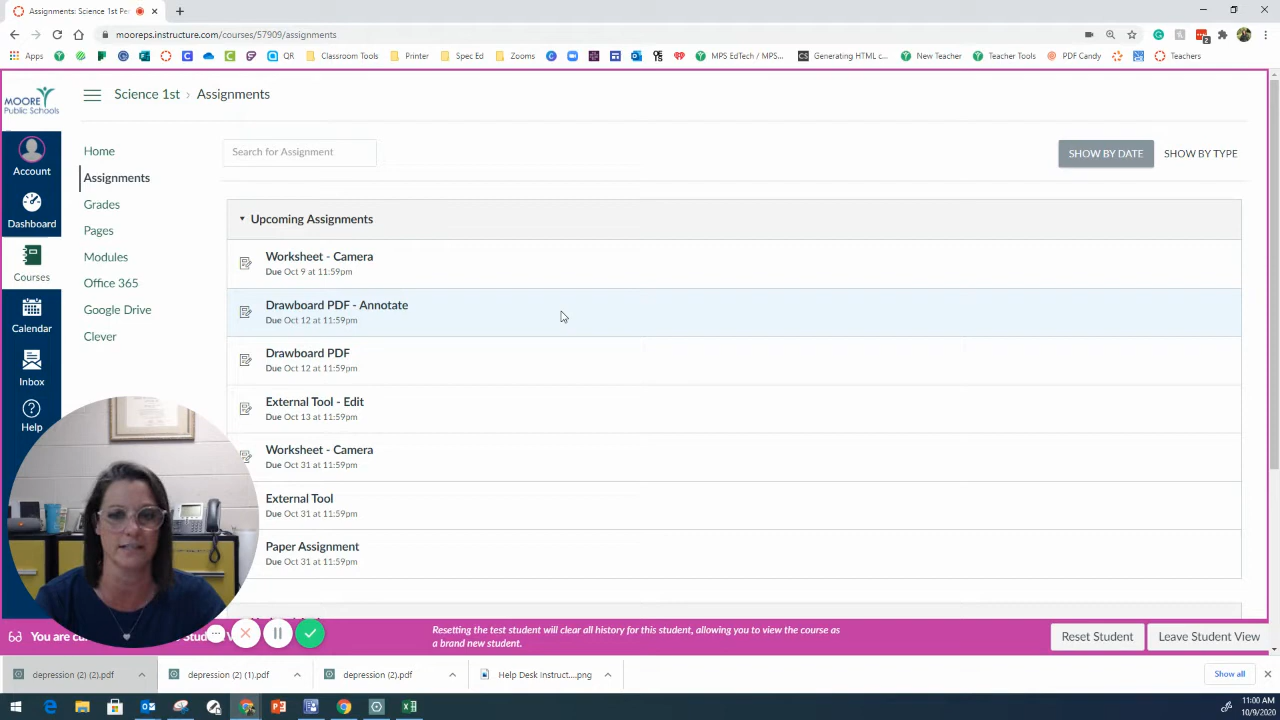 Assignments: Science 1st Pe
mooreps.instructure.com/courses/57909/assignments
Apps
QR
Classroom Tools
Printer
Spec Ed
Zooms
MPS EdTech / MPS...
Generating HTML c...
New Teacher
Teacher Tools
PDF Candy
Teachers
MOORE
Public Schools
Science 1st › Assignments
Account
Dashboard
Courses
Calendar
Inbox
Help
Home
Assignments
Grades
Pages
Modules
Office 365
Google Drive
Clever
Search for Assignment
SHOW BY DATE
SHOW BY TYPE
Upcoming Assignments
Worksheet - Camera
Due Oct 9 at 11:59pm
Drawboard PDF - Annotate
Due Oct 12 at 11:59pm
Drawboard PDF
Due Oct 12 at 11:59pm
External Tool - Edit
Due Oct 13 at 11:59pm
Worksheet - Camera
Due Oct 31 at 11:59pm
External Tool
Due Oct 31 at 11:59pm
Paper Assignment
Due Oct 31 at 11:59pm
You are cu
Stud
Resetting the test student will clear all history for this student, allowing you to view the course as
a brand new student.
Reset Student
Leave Student View
depression (2) (2).pdf
depression (2) (1).pdf
depression (2).pdf
Help Desk Instruct....png
Show all
11:00 AM
10/9/2020